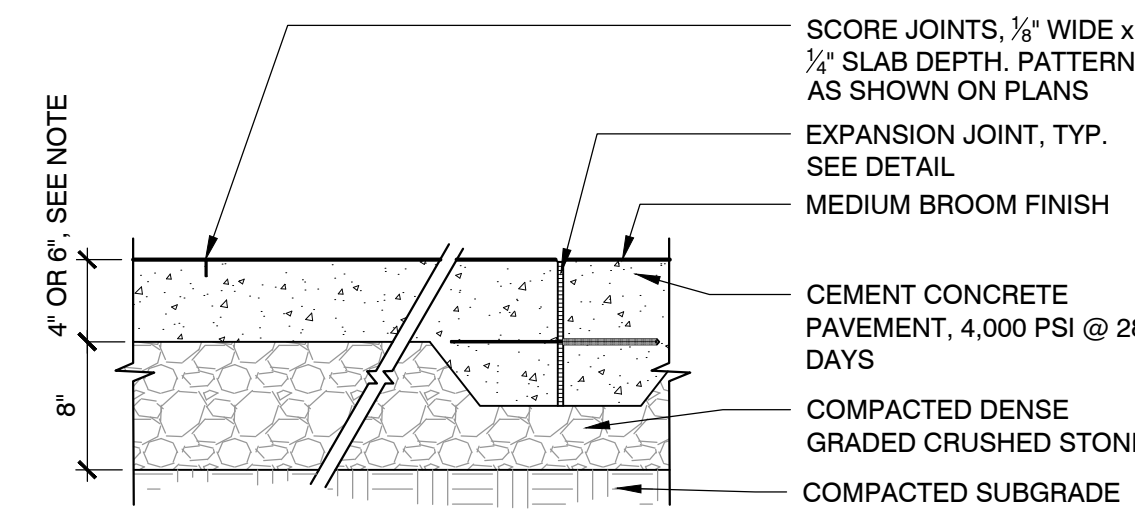 SCORE JOINTS, ⅛" WIDE x
¼" SLAB DEPTH. PATTERN
AS SHOWN ON PLANS
EXPANSION JOINT, TYP.
SEE DETAIL
MEDIUM BROOM FINISH
4" OR 6", SEE NOTE
CEMENT CONCRETE
PAVEMENT, 4,000 PSI @
DAYS
8"
COMPACTED DENSE
GRADED CRUSHED
COMPACTED SUBGRADE